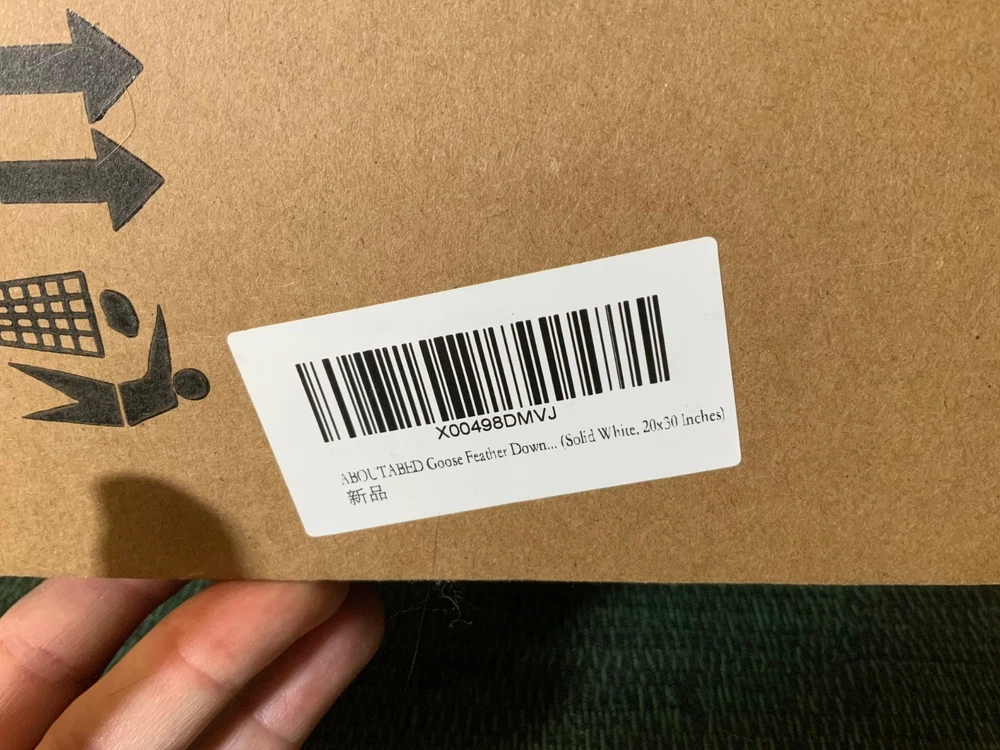 X00498DMVJ
ABOUTABED Goose Feather Down... (Solid White, 20x30 Inches)
新品